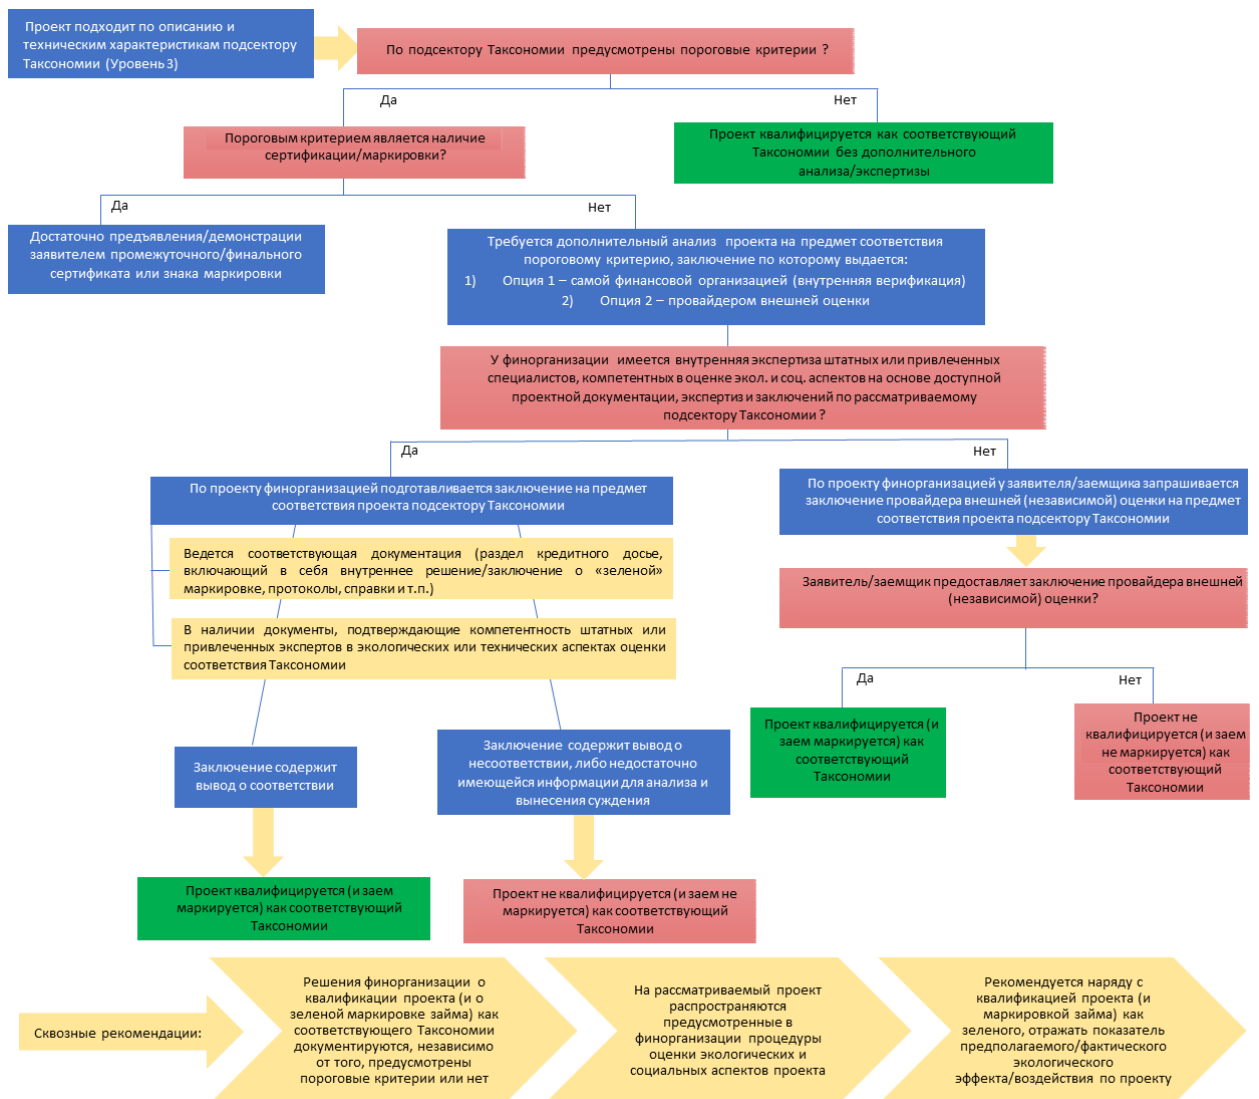 Проект подходит по описанию и
техническим характеристикам подсектору
Таксономии (Уровень 3)
По подсектору Таксономии предусмотрены пороговые критерии ?
Да
Нет
Пороговым критерием является наличие
сертификации/маркировки?
Проект квалифицируется как соответствующий
Таксономии без дополнительного
анализа/экспертизы
Да
Нет
Достаточно предъявления/демонстрации
заявителем промежуточного/финального
сертификата или знака маркировки
Требуется дополнительный анализ проекта на предмет соответствия
пороговому критерию, заключение по которому выдается:
1) Опция 1 – самой финансовой организацией (внутренняя верификация)
2) Опция 2 – провайдером внешней оценки
У финорганизации имеется внутренняя экспертиза штатных или привлеченных
специалистов, компетентных в оценке экол. и соц. аспектов на основе доступной
проектной документации, экспертиз и заключений по рассматриваемому
подсектору Таксономии ?
Да
Нет
По проекту финорганизацией подготавливается заключение на предмет
соответствия проекта подсектору Таксономии
По проекту финорганизацией у заявителя/заемщика запрашивается
заключение провайдера внешней (независимой) оценки на предмет
соответствия проекта подсектору Таксономии
Ведется соответствующая документация (раздел кредитного досье,
включающий в себя внутреннее решение/заключение о «зеленой»
маркировке, протоколы, справки и т.п.)
Заявитель/заемщик предоставляет заключение провайдера внешней
(независимой) оценки?
В наличии документы, подтверждающие компетентность штатных или
привлеченных экспертов в экологических или технических аспектах оценки
соответствия Таксономии
Да
Нет
Проект квалифицируется (и
заем маркируется) как
соответствующий
Таксономии
Проект не
квалифицируется (и заем
не маркируется) как
соответствующий
Таксономии
Заключение содержит
вывод о соответствии
Заключение содержит вывод о
несоответствии, либо недостаточно
имеющейся информации для анализа и
вынесения суждения
Проект квалифицируется (и заем
маркируется) как соответствующий
Таксономии
Проект не квалифицируется (и заем не
маркируется) как соответствующий
Таксономии
Сквозные рекомендации:
Решения финорганизации о
квалификации проекта (и о
зеленой маркировке займа) как
соответствующего Таксономии
документируются, независимо
от того, предусмотрены
пороговые критерии или нет
На рассматриваемый проект
распространяются
предусмотренные в
финорганизации процедуры
оценки экологических и
социальных аспектов проекта
Рекомендуется наряду с
квалификацией проекта (и
маркировкой займа) как
зеленого, отражать показатель
предполагаемого/фактического
экологического
эффекта/воздействия по проекту